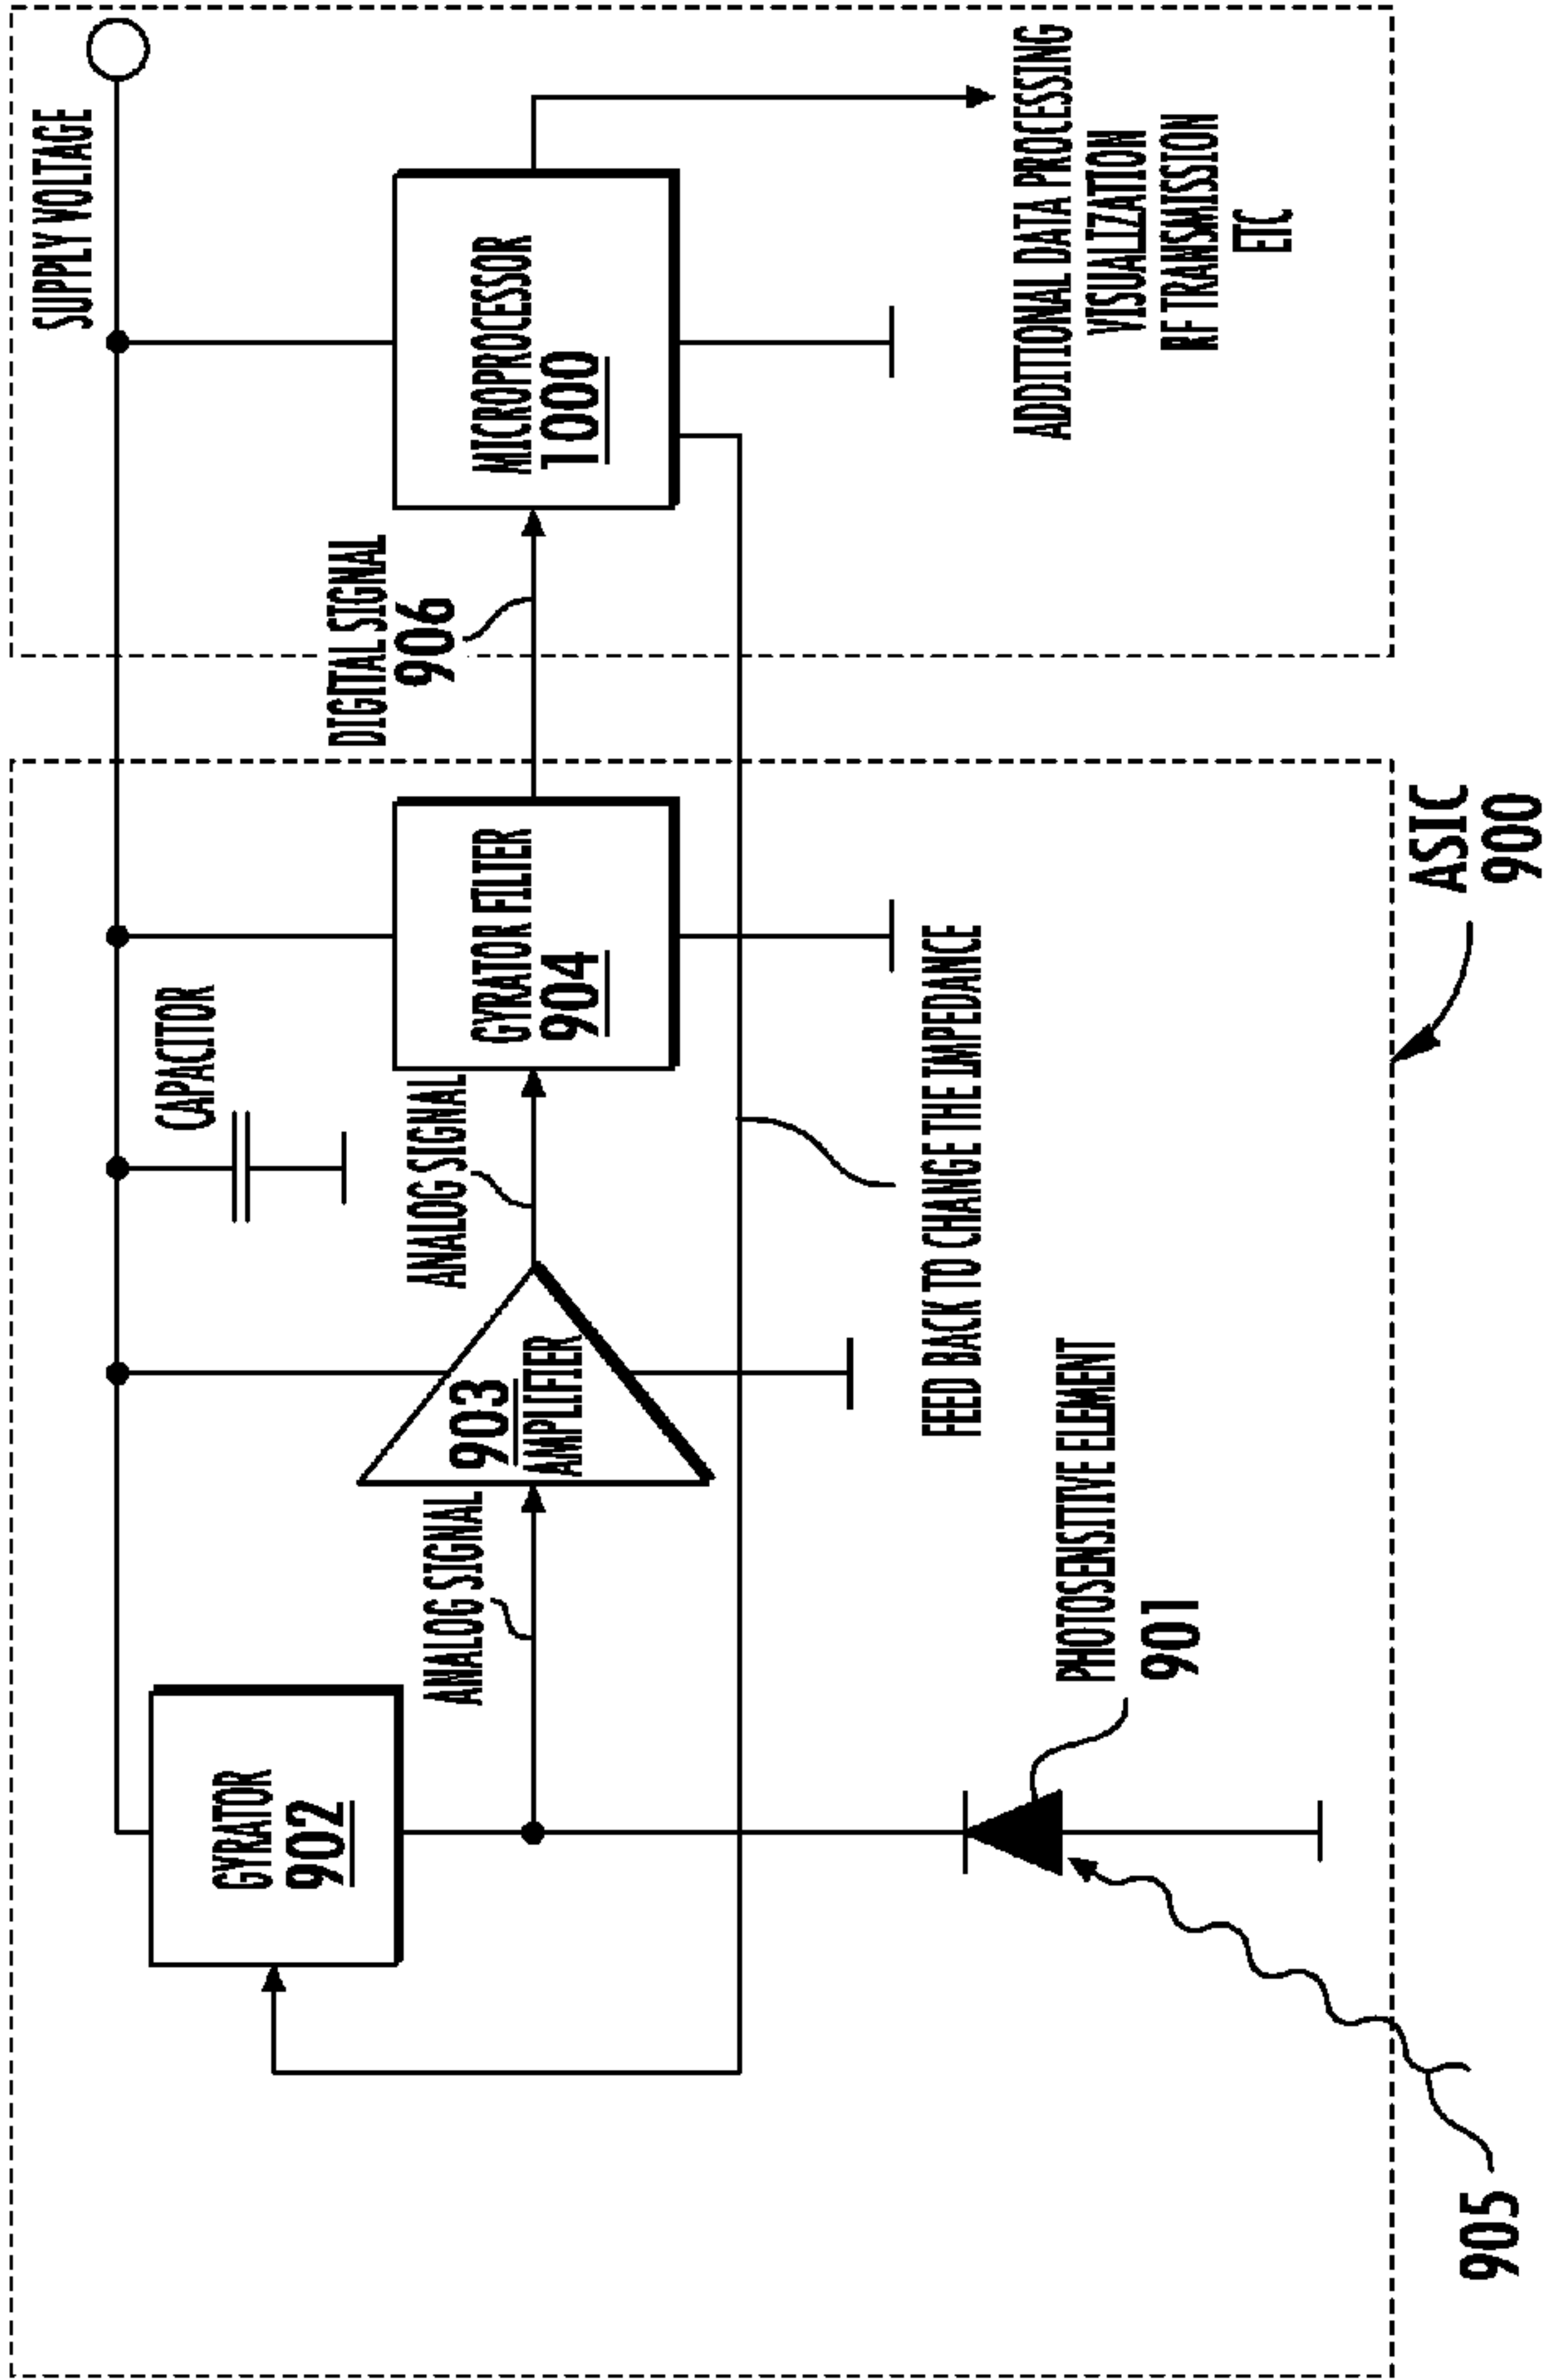 SUPPLY VOLTAGE
CAPACITOR
GYRATOR
902
DIGITAL SIGNAL
906
ANALOG SIGNAL
ANALOG SIGNAL
903
AMPLIFIER
GYRATOR FILTER
904
MICROPROCESSOR
1000
FEED BACK TO CHANGE THE IMPEDANCE
PHOTOSENSITIVE ELEMENT
901
ADDITIONAL DATA PROCESSING
VISUALIZATION
RF TRANSMISSION
ETC
905
ASIC
900